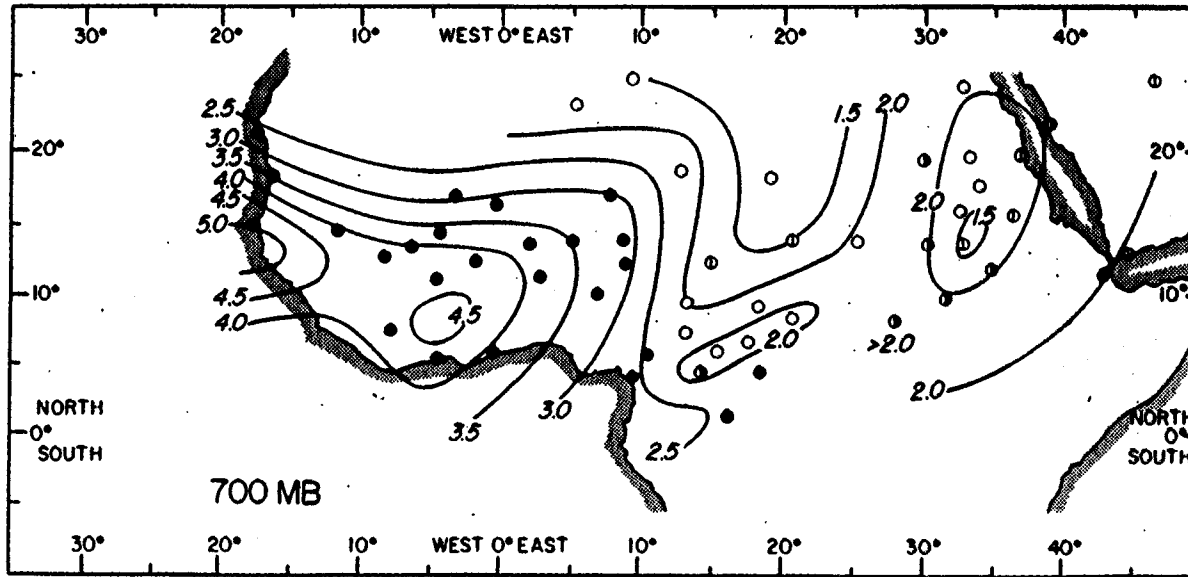 30° 20° 10° WEST 0° EAST 10° 20° 30° 40°
2.5 1.5 2.0
3.0
20° 3.5 20°
4.0
4.5 2.0 1.5
5.0
10° 4.5 4.5 10°
4.0 2.0 >2.0
2.0
NORTH 3.0 NORTH
0° 3.5 0°
SOUTH 2.5 SOUTH
700 MB
30° 20° 10° WEST 0° EAST 10° 20° 30° 40°